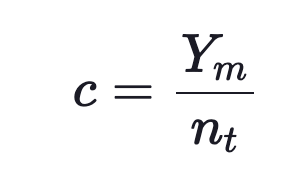 c = Y_m / n_t